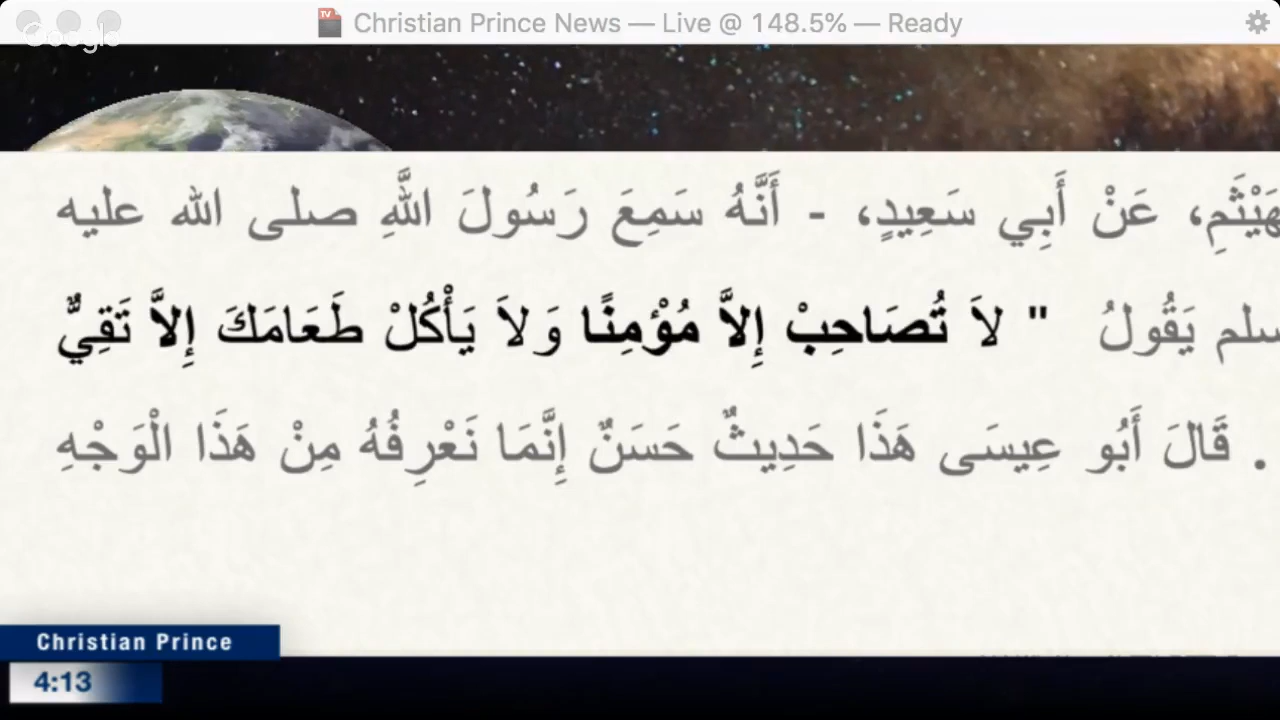 Christian Prince News — Live @ 148.5% — Ready
Google
هَيْثَمِ، عَنْ أَبِي سَعِيدٍ، - أَنَّهُ سَمِعَ رَسُولَ اللَّهِ صلى الله عليه
سلم يَقُولُ " لاَ تُصَاحِبْ إِلاَّ مُؤْمِنًا وَلاَ يَأْكُلْ طَعَامَكَ إِلاَّ تَقِيٌّ
. قَالَ أَبُو عِيسَى هَذَا حَدِيثٌ حَسَنٌ إِنَّمَا نَعْرِفُهُ مِنْ هَذَا الْوَجْهِ
Christian Prince
4:13